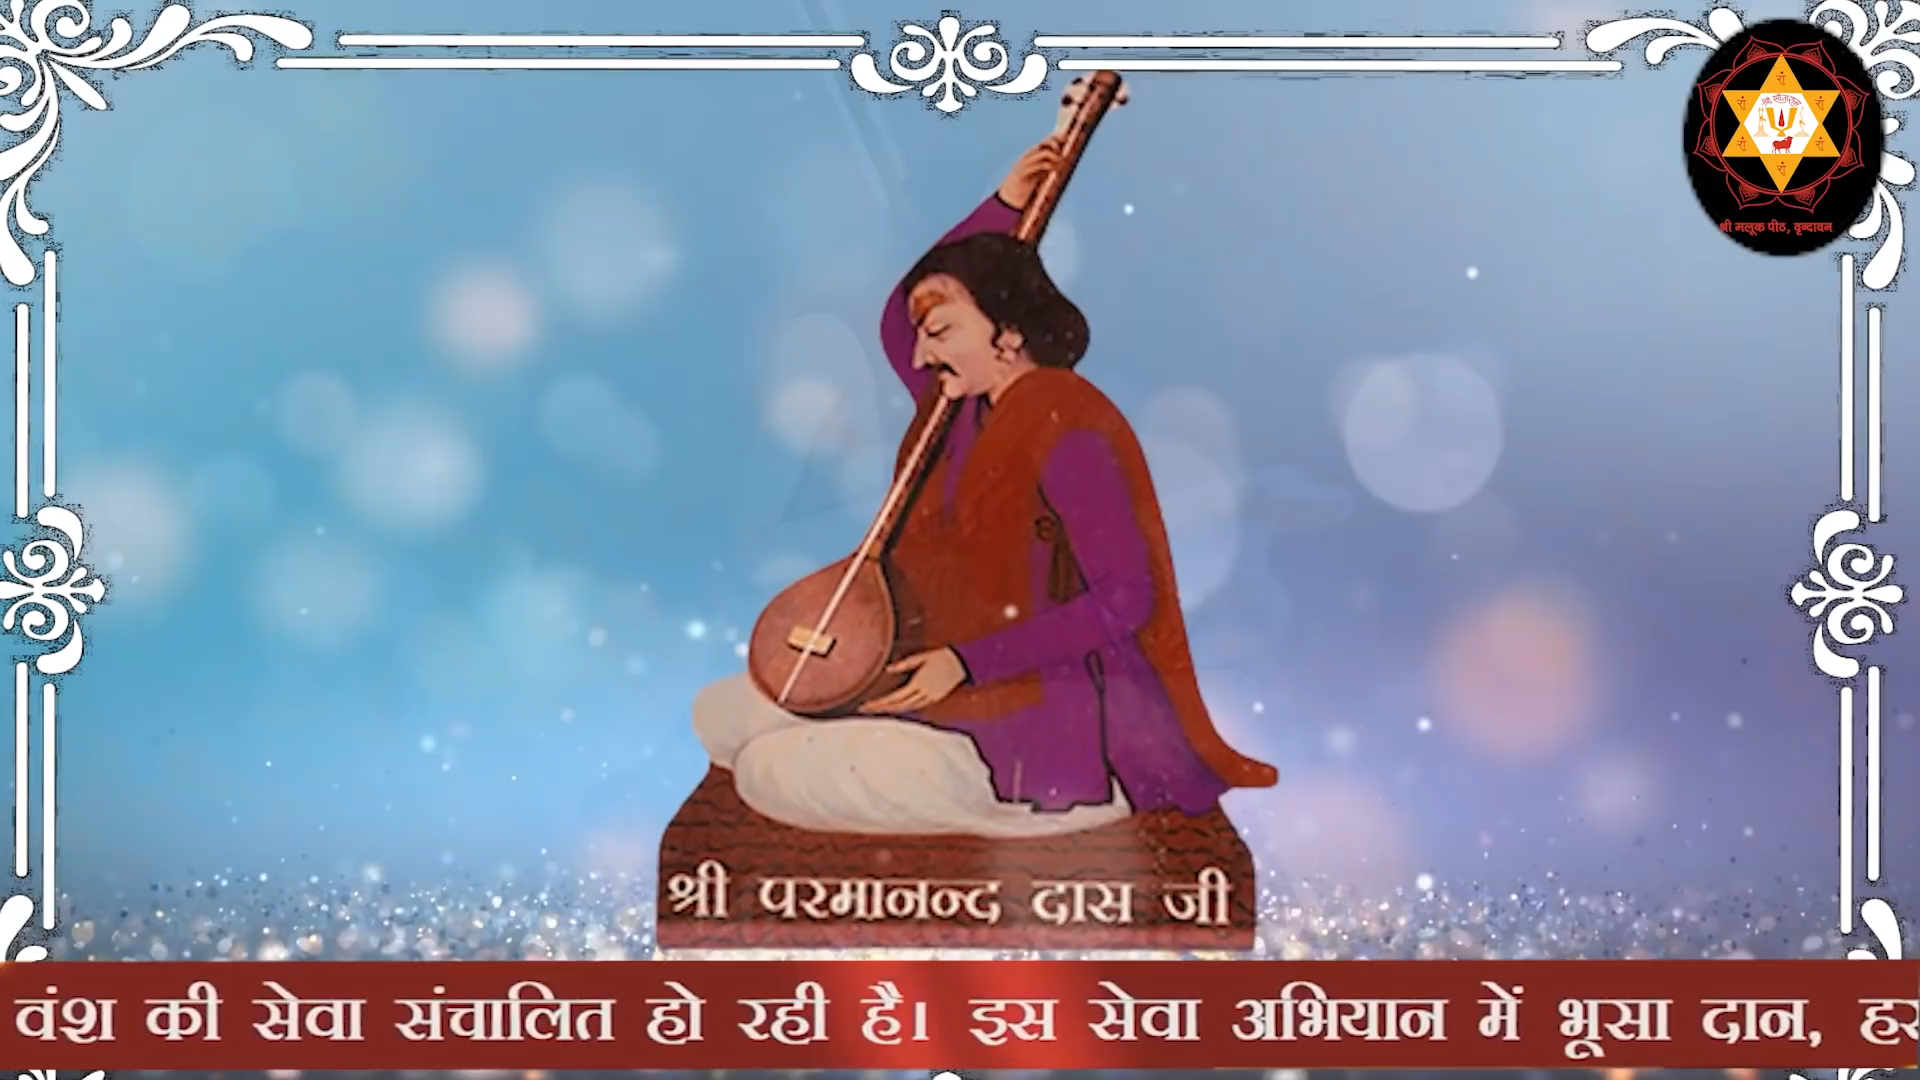 रां
श्री सीताराम
रां रां
रां रां
रां
श्री मलूक पीठ, वृन्दावन
श्री परमानन्द दास जी
वंश की सेवा संचालित हो रही है। इस सेवा अभियान में भूसा दान,